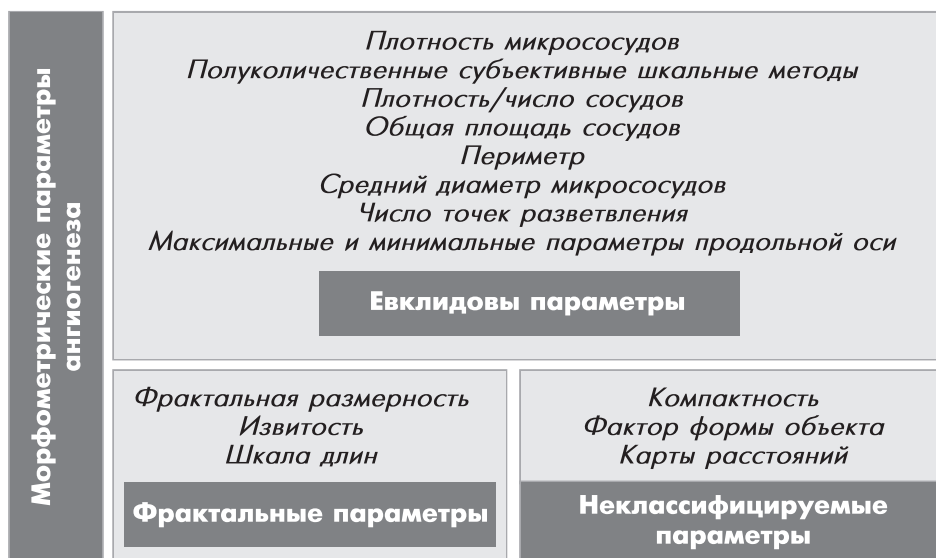 Морфометрические параметры
ангиогенеза
Плотность микрососудов
Полуколичественные субъективные шкальные методы
Плотность/число сосудов
Общая площадь сосудов
Периметр
Средний диаметр микрососудов
Число точек разветвления
Максимальные и минимальные параметры продольной оси
Евклидовы параметры
Фрактальная размерность
Извитость
Шкала длин
Фрактальные параметры
Компактность
Фактор формы объекта
Карты расстояний
Неклассифицируемые
параметры